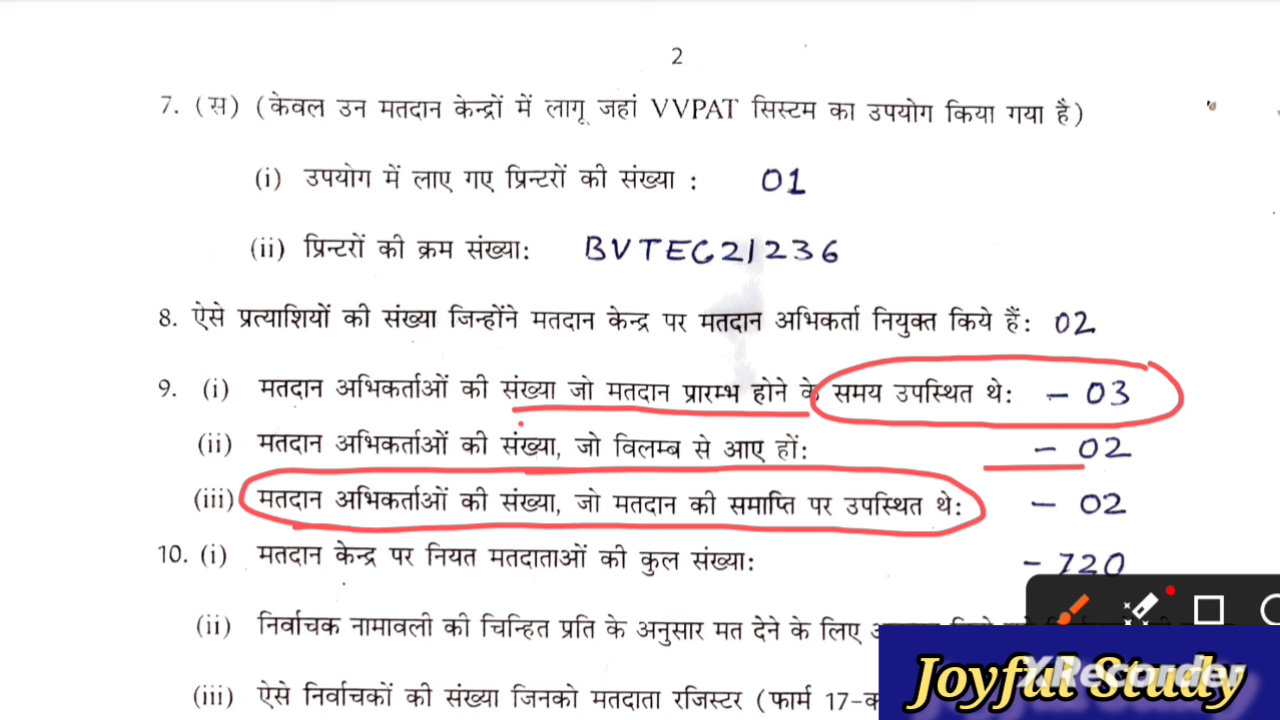 2
7. (स) (केवल उन मतदान केन्द्रों में लागू जहां VVPAT सिस्टम का उपयोग किया गया है)
(i) उपयोग में लाए गए प्रिन्टरों की संख्या : 01
(ii) प्रिन्टरों की क्रम संख्या: BVTEC21236
8. ऐसे प्रत्याशियों की संख्या जिन्होंने मतदान केन्द्र पर मतदान अभिकर्ता नियुक्त किये हैं: 02
9. (i) मतदान अभिकर्ताओं की संख्या जो मतदान प्रारम्भ होने के समय उपस्थित थे: - 03
(ii) मतदान अभिकर्ताओं की संख्या, जो विलम्ब से आए हों: - 02
(iii) मतदान अभिकर्ताओं की संख्या, जो मतदान की समाप्ति पर उपस्थित थे: - 02
10. (i) मतदान केन्द्र पर नियत मतदाताओं की कुल संख्या: - 720
(ii) निर्वाचक नामावली की चिन्हित प्रति के अनुसार मत देने के लिए
(iii) ऐसे निर्वाचकों की संख्या जिनको मतदाता रजिस्टर (फार्म 17-क
Joyful Study
XRecorder